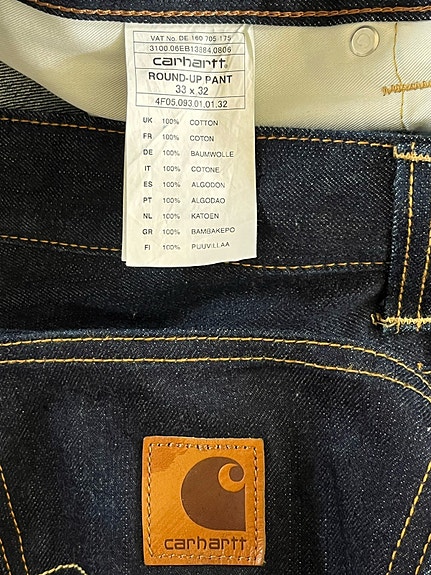 VAT No. DE 160 705 175
3100.06EB13384.0806
carhartt.
ROUND-UP PANT
33 x 32
4F05.093.01.01.32
UK 100% COTTON
FR 100% COTON
DE 100% BAUMWOLLE
IT 100% COTONE
ES 100% ALGODON
PT 100% ALGODAO
NL 100% KATOEN
GR 100% BAMBAKEPO
FI 100% PUUVILLAA
carhartt